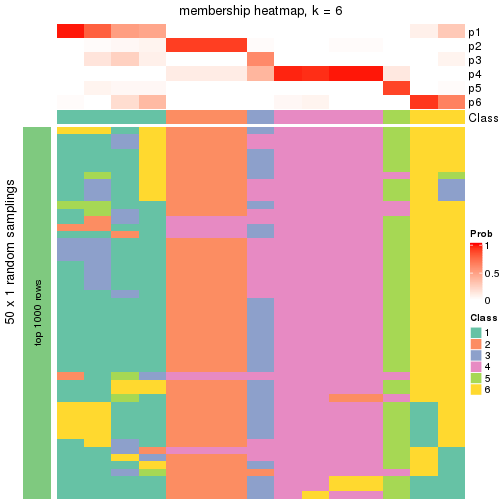 membership heatmap, k = 6
p1
p2
p3
p4
p5
p6
Class
50 x 1 random samplings
top 1000 rows
Prob
1
0.5
0
Class
1
2
3
4
5
6